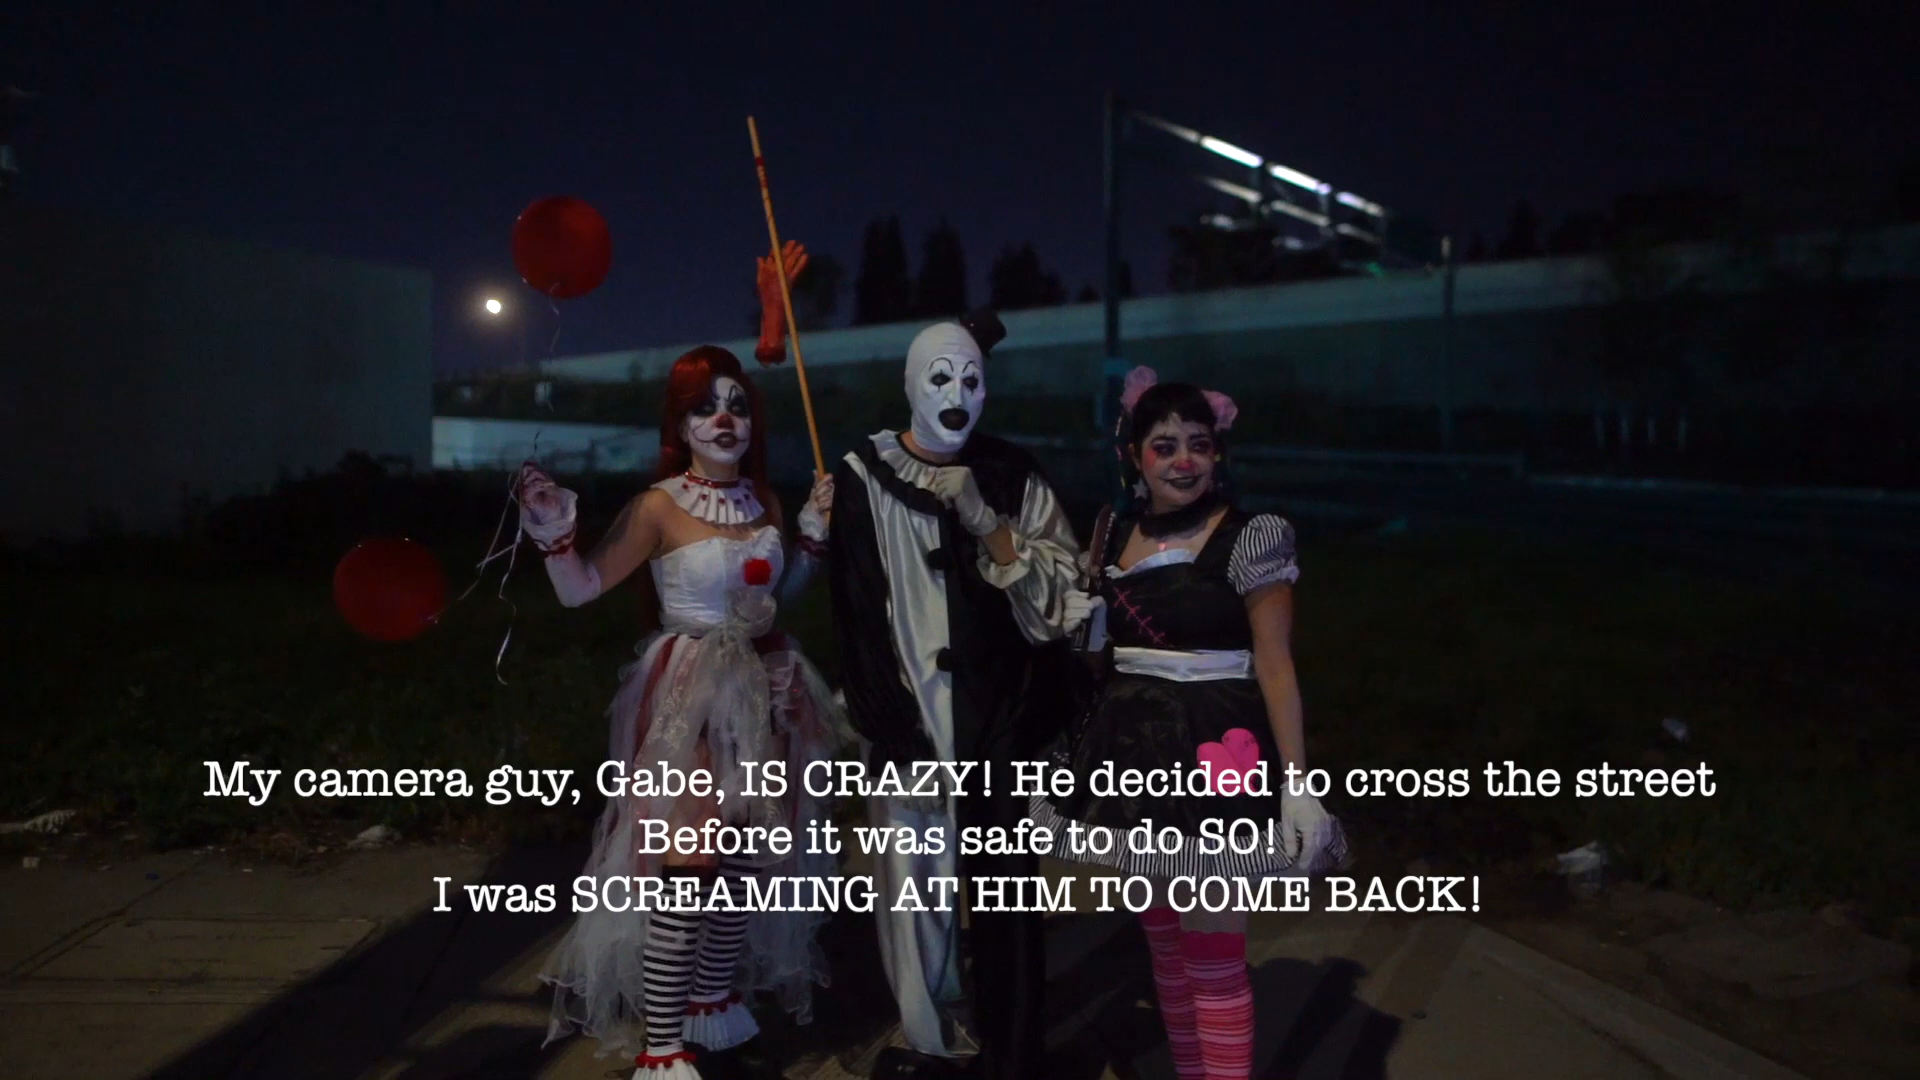 My camera guy, Gabe, IS CRAZY! He decided to cross the street
Before it was safe to do SO!
I was SCREAMING AT HIM TO COME BACK!